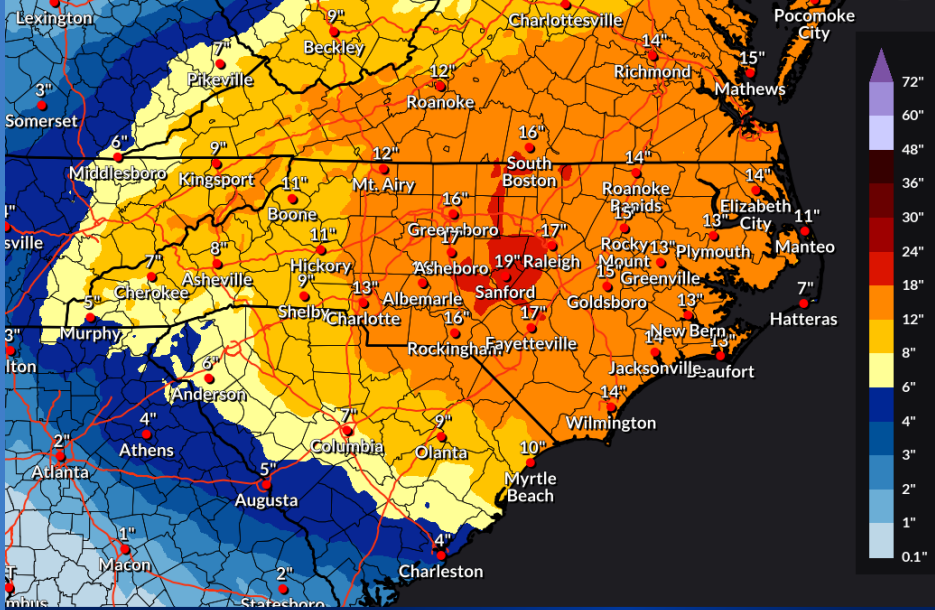 Lexington
9"
Beckley
Charlottesville
Pocomoke
City
7"
Pikeville
14"
Richmond
15"
Mathews
3"
Somerset
12"
Roanoke
6"
Middlesboro
9"
Kingsport
12"
Mt. Airy
16"
South
Boston
14"
Roanoke
Rapids
14"
Elizabeth
City
11"
Boone
16"
Greensboro
15"
Rocky
Mount
13"
Plymouth
11"
Manteo
4"
sville
11"
Hickory
17"
Asheboro
17"
Raleigh
13"
Greenville
7"
Cherokee
8"
Asheville
9"
Shelby
13"
Charlotte
Albemarle
19"
Sanford
15"
Goldsboro
7"
Hatteras
5"
Murphy
16"
Rockingham
17"
Fayetteville
13"
New Bern
3"
lton
14"
Jacksonville
13"
Beaufort
6"
Anderson
14"
Wilmington
4"
Athens
7"
Columbia
9"
Olanta
10"
Myrtle
Beach
2"
Atlanta
5"
Augusta
1"
Macon
4"
Charleston
T
mbus
2"
Statesboro
72"
60"
48"
36"
30"
24"
18"
12"
8"
6"
4"
3"
2"
1"
0.1"